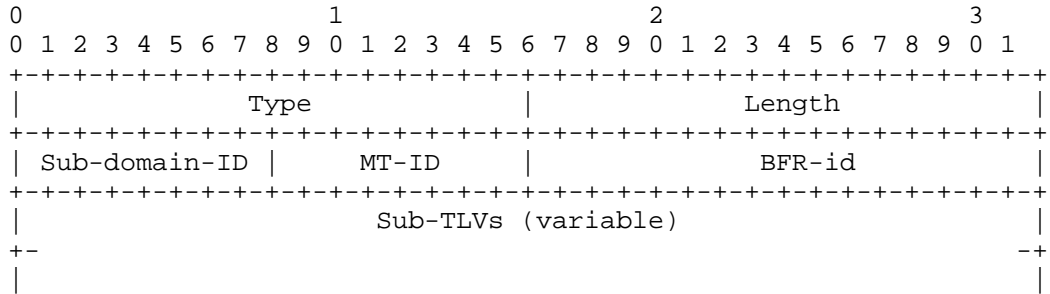 0                   1                   2                   3
0 1 2 3 4 5 6 7 8 9 0 1 2 3 4 5 6 7 8 9 0 1 2 3 4 5 6 7 8 9 0 1
+-+-+-+-+-+-+-+-+-+-+-+-+-+-+-+-+-+-+-+-+-+-+-+-+-+-+-+-+-+-+-+-+
|              Type             |             Length            |
+-+-+-+-+-+-+-+-+-+-+-+-+-+-+-+-+-+-+-+-+-+-+-+-+-+-+-+-+-+-+-+-+
| Sub-domain-ID |     MT-ID     |              BFR-id           |
+-+-+-+-+-+-+-+-+-+-+-+-+-+-+-+-+-+-+-+-+-+-+-+-+-+-+-+-+-+-+-+-+
|                      Sub-TLVs (variable)                      |
+-                                                             -+
|                                                               |